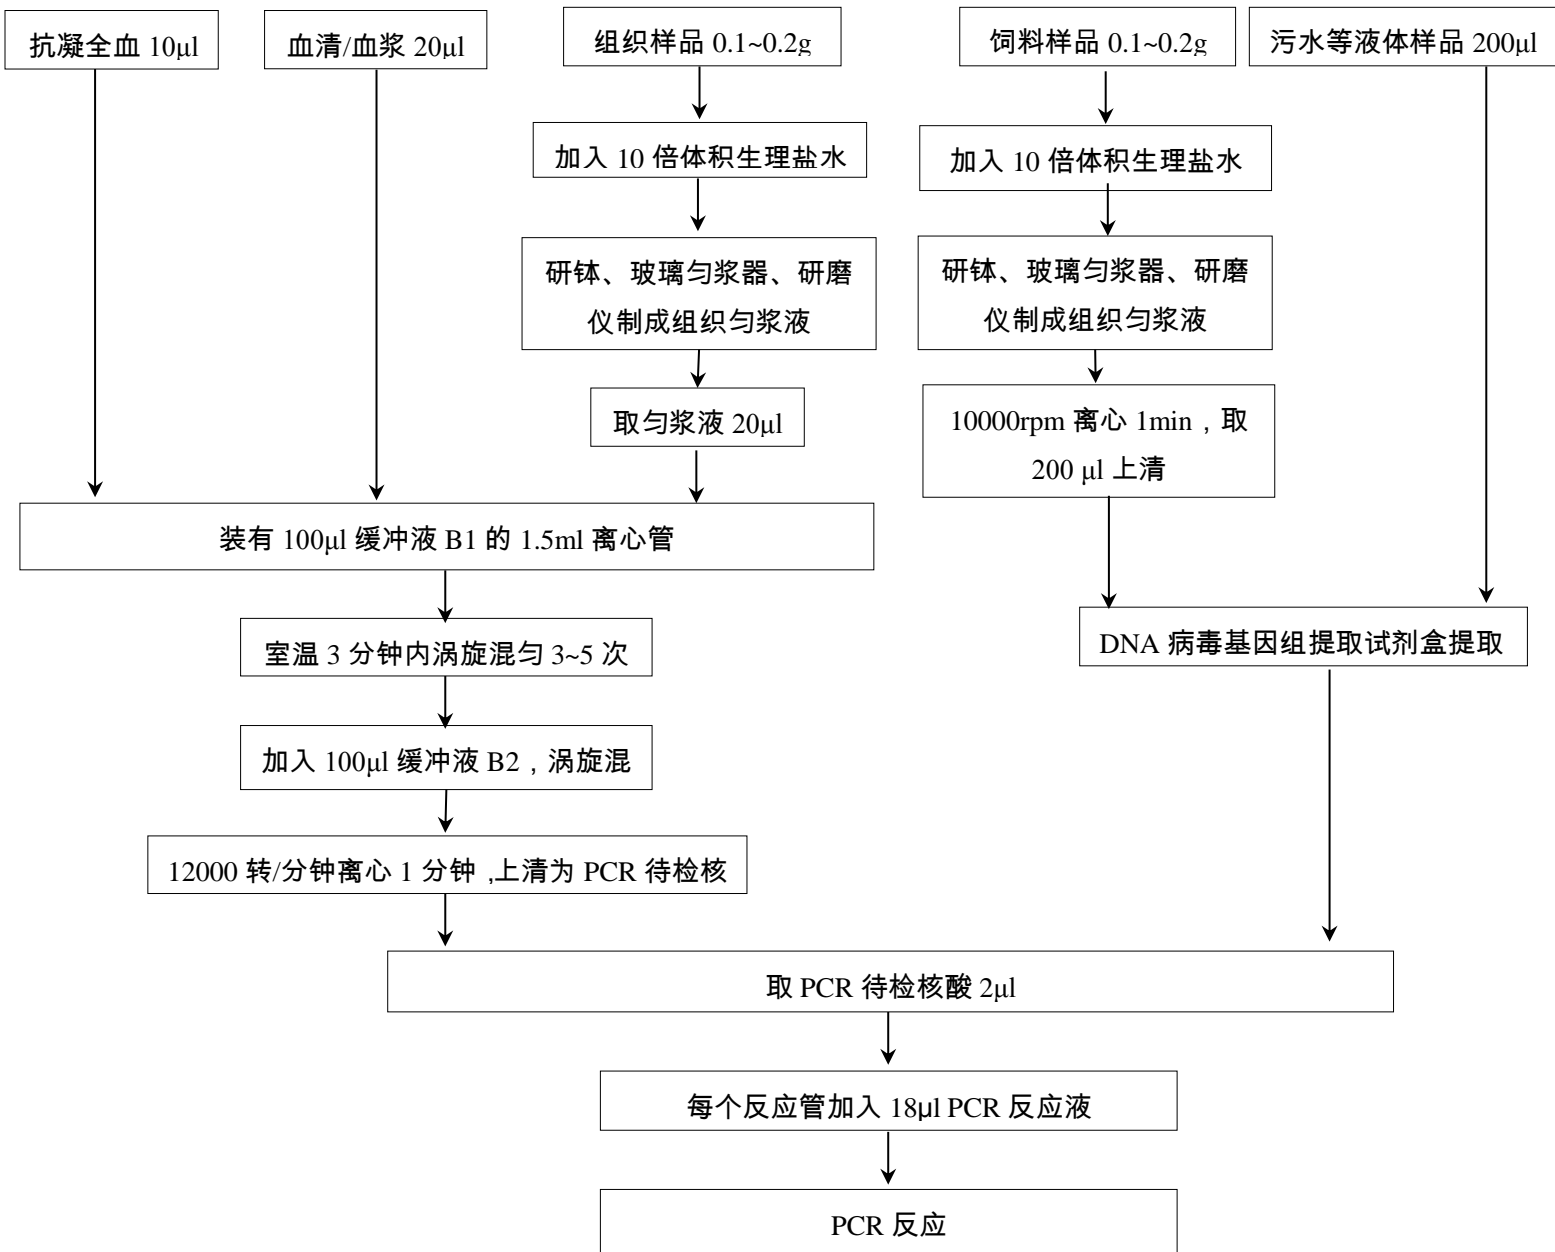 抗凝全血 10μl
血清/血浆 20μl
组织样品 0.1~0.2g
饲料样品 0.1~0.2g
污水等液体样品 200μl
加入 10 倍体积生理盐水
加入 10 倍体积生理盐水
研钵、玻璃匀浆器、研磨
仪制成组织匀浆液
研钵、玻璃匀浆器、研磨
仪制成组织匀浆液
取匀浆液 20μl
10000rpm 离心 1min，取
200 μl 上清
装有 100μl 缓冲液 B1 的 1.5ml 离心管
室温 3 分钟内涡旋混匀 3~5 次
DNA 病毒基因组提取试剂盒提取
加入 100μl 缓冲液 B2，涡旋混
12000 转/分钟离心 1 分钟 ,上清为 PCR 待检核
取 PCR 待检核酸 2μl
每个反应管加入 18μl PCR 反应液
PCR 反应